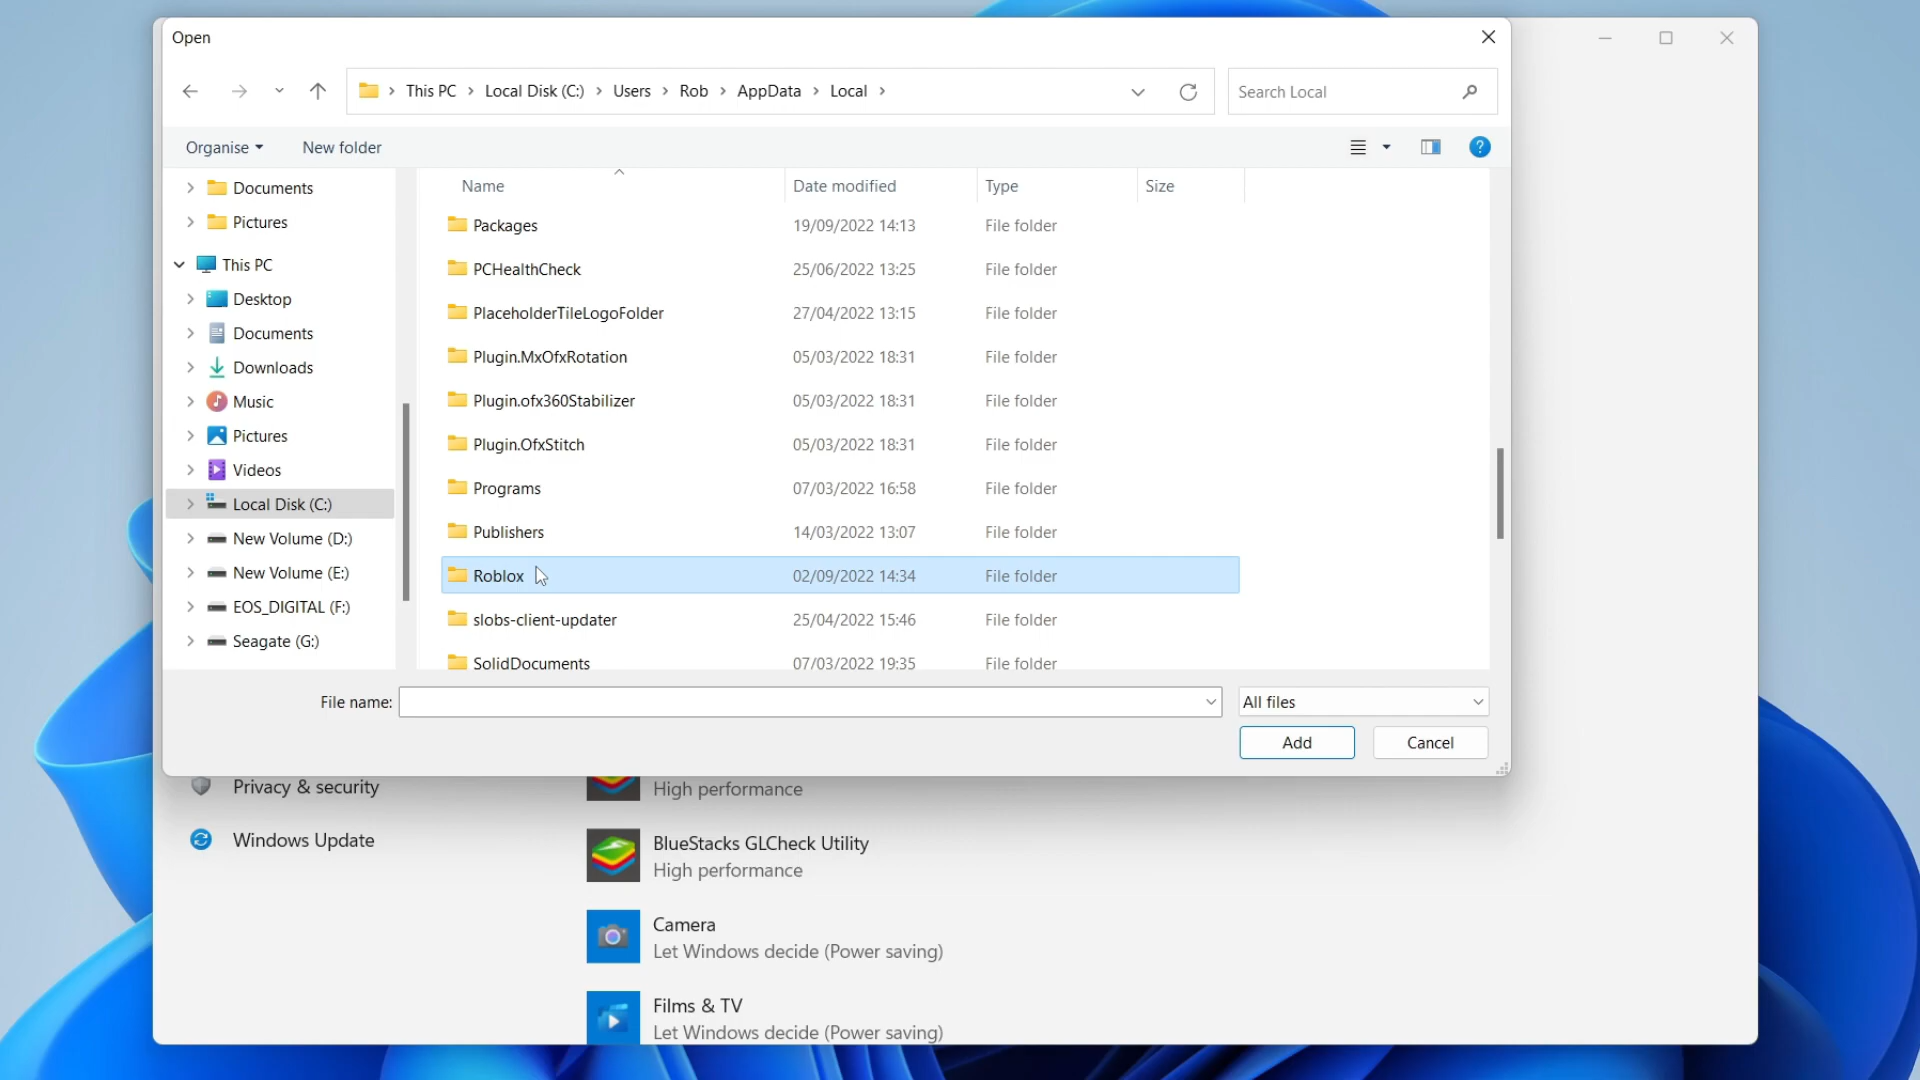 Open
This PC > Local Disk (C:) > Users > Rob > AppData > Local >
Search Local
Organise
New folder
?
Documents
Pictures
This PC
Desktop
Documents
Downloads
Music
Pictures
Videos
Local Disk (C:)
New Volume (D:)
New Volume (E:)
EOS_DIGITAL (F:)
Seagate (G:)
Name Date modified Type Size
Packages 19/09/2022 14:13 File folder
PCHealthCheck 25/06/2022 13:25 File folder
PlaceholderTileLogoFolder 27/04/2022 13:15 File folder
Plugin.MxOfxRotation 05/03/2022 18:31 File folder
Plugin.ofx360Stabilizer 05/03/2022 18:31 File folder
Plugin.OfxStitch 05/03/2022 18:31 File folder
Programs 07/03/2022 16:58 File folder
Publishers 14/03/2022 13:07 File folder
Roblox 02/09/2022 14:34 File folder
slobs-client-updater 25/04/2022 15:46 File folder
SolidDocuments 07/03/2022 19:35 File folder
File name:
All files
Add
Cancel
Privacy & security
Windows Update
High performance
BlueStacks GLCheck Utility
High performance
Camera
Let Windows decide (Power saving)
Films & TV
Let Windows decide (Power saving)